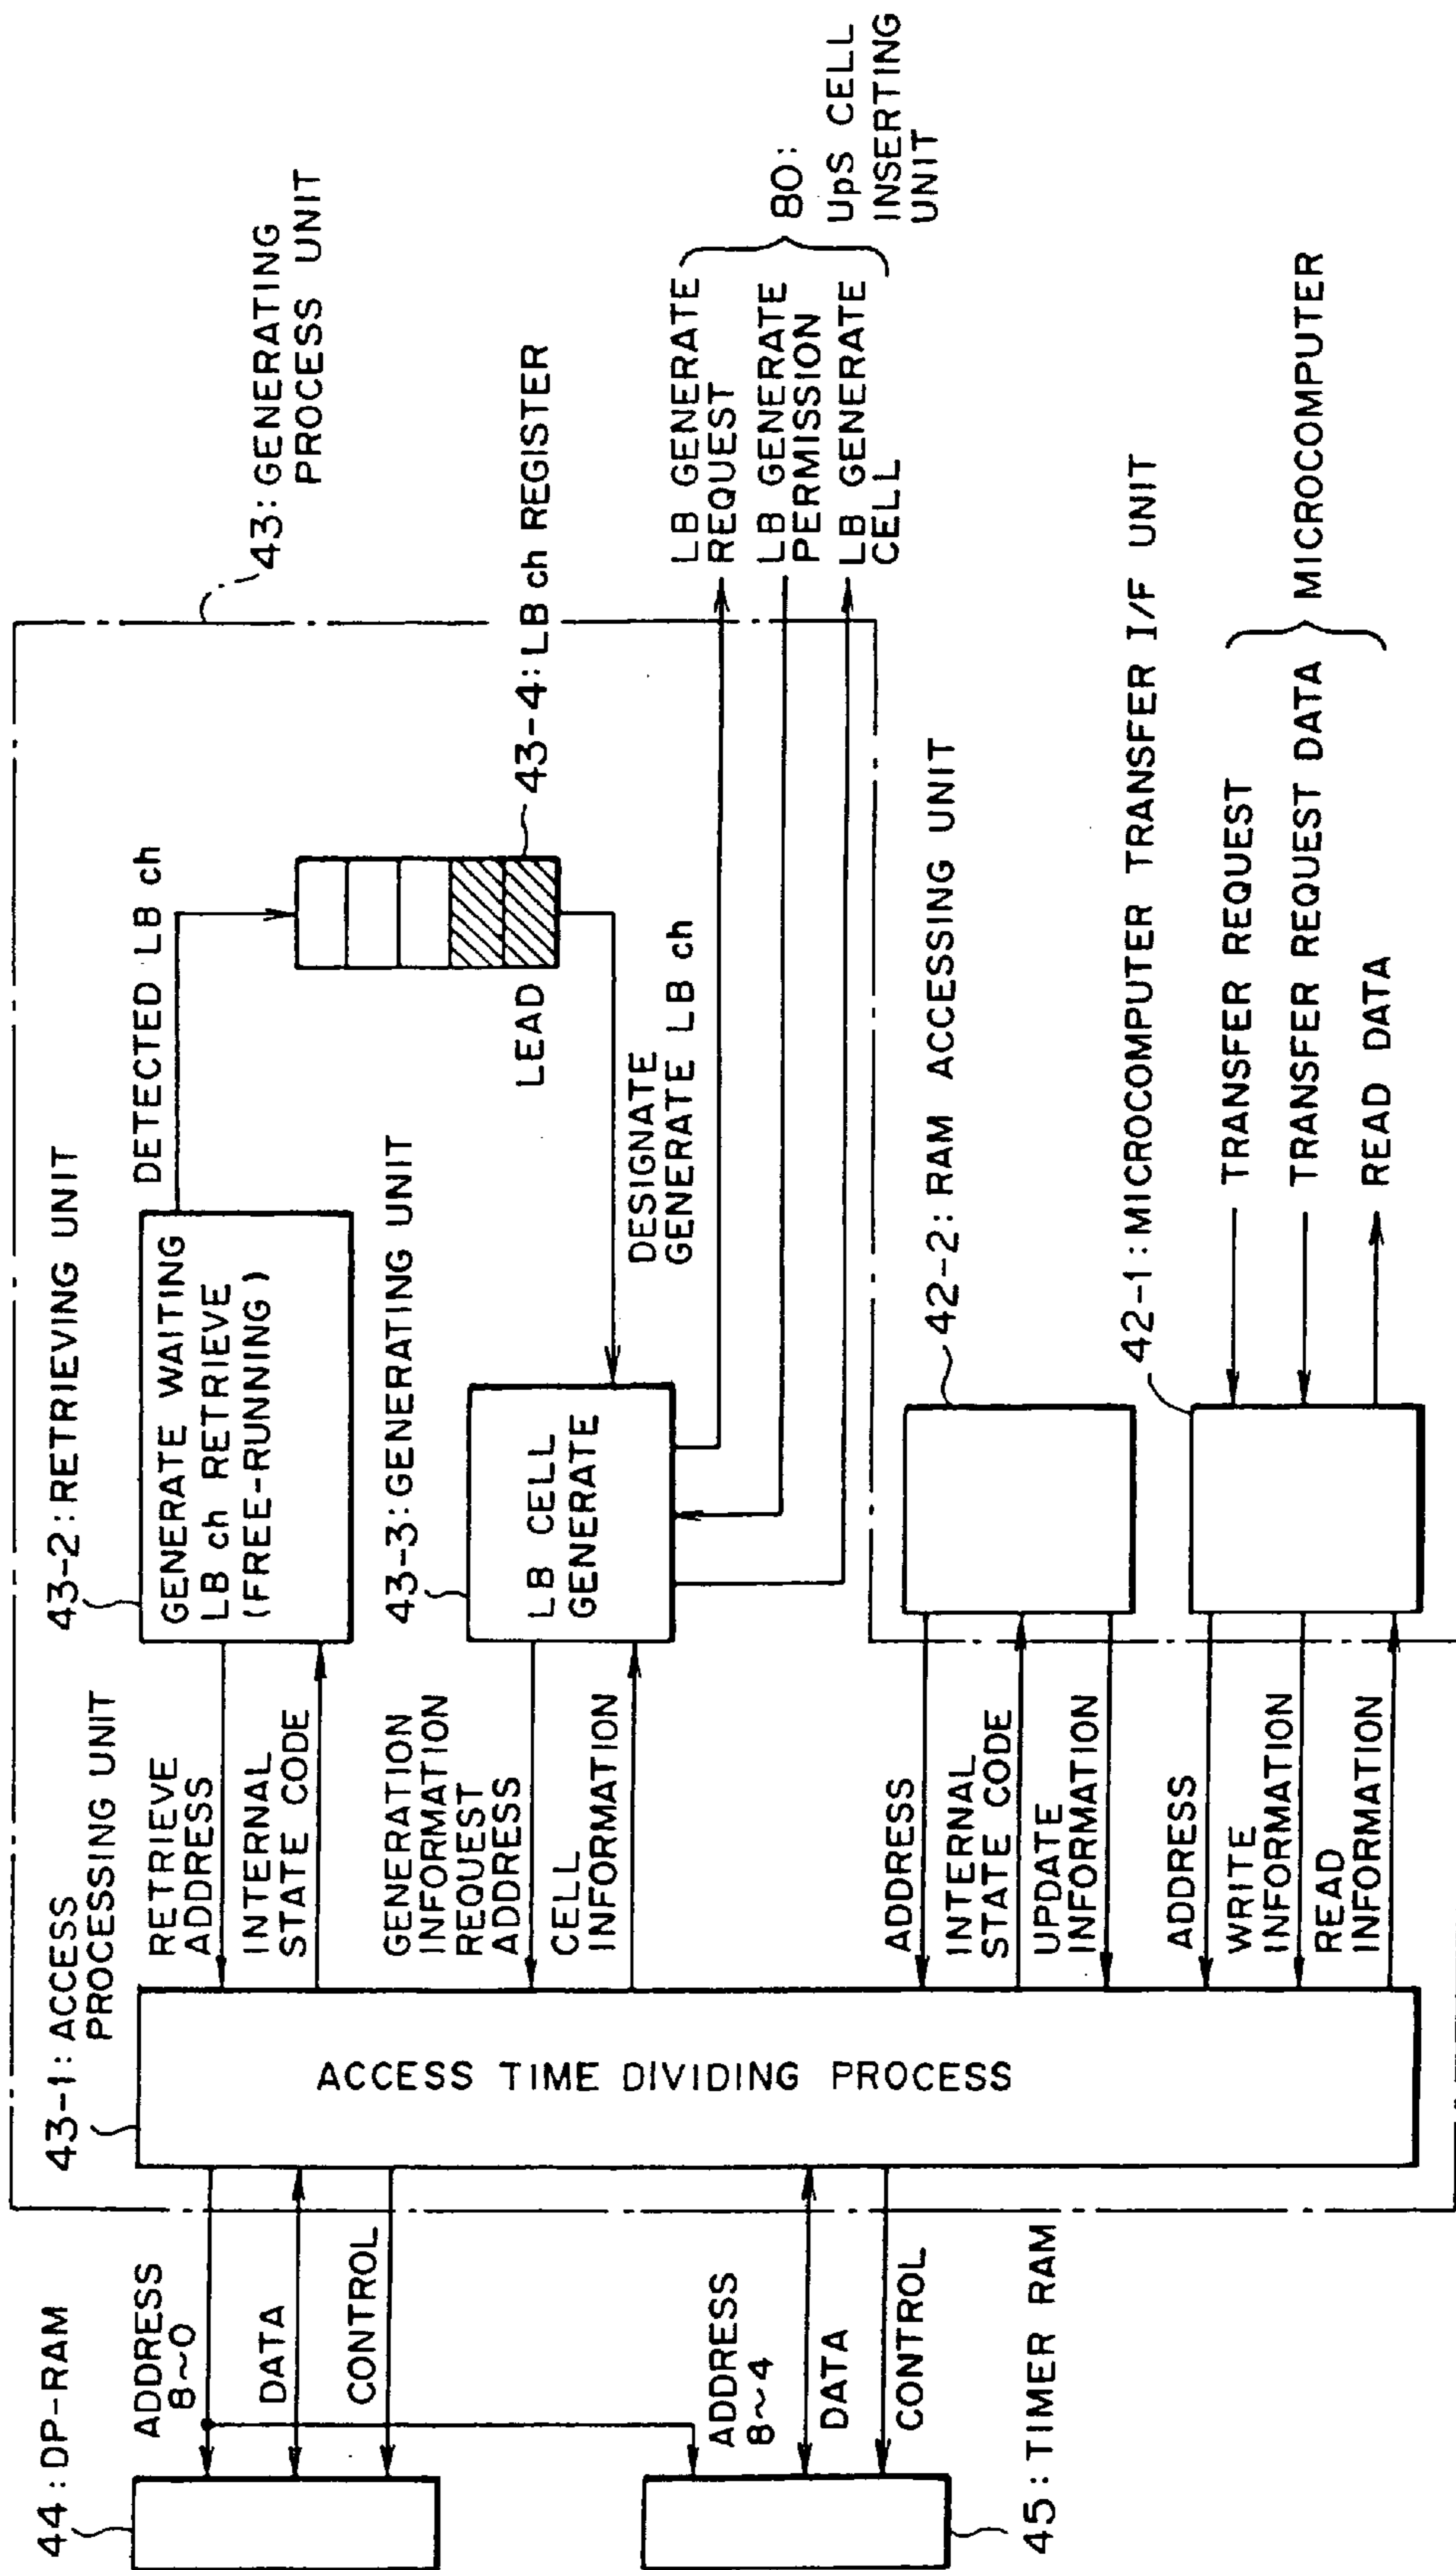 44: DP-RAM
ADDRESS
8~0
DATA
CONTROL
ADDRESS
8~4
DATA
CONTROL
45: TIMER RAM
43-1: ACCESS
PROCESSING UNIT
ACCESS TIME DIVIDING PROCESS
RETRIEVE
ADDRESS
INTERNAL
STATE CODE
GENERATION
INFORMATION
REQUEST
ADDRESS
CELL
INFORMATION
ADDRESS
INTERNAL
STATE CODE
UPDATE
INFORMATION
ADDRESS
WRITE
INFORMATION
READ
INFORMATION
43-2: RETRIEVING UNIT
GENERATE WAITING
LB ch RETRIEVE
(FREE-RUNNING)
43-3: GENERATING UNIT
LB CELL
GENERATE
DETECTED LB ch
LEAD
DESIGNATE
GENERATE LB ch
43-4: LB ch REGISTER
43: GENERATING
PROCESS UNIT
LB GENERATE
REQUEST
LB GENERATE
PERMISSION
LB GENERATE
CELL
80:
UpS CELL
INSERTING
UNIT
42-2: RAM ACCESSING UNIT
42-1: MICROCOMPUTER TRANSFER I/F UNIT
TRANSFER REQUEST
TRANSFER REQUEST DATA
READ DATA
MICROCOMPUTER